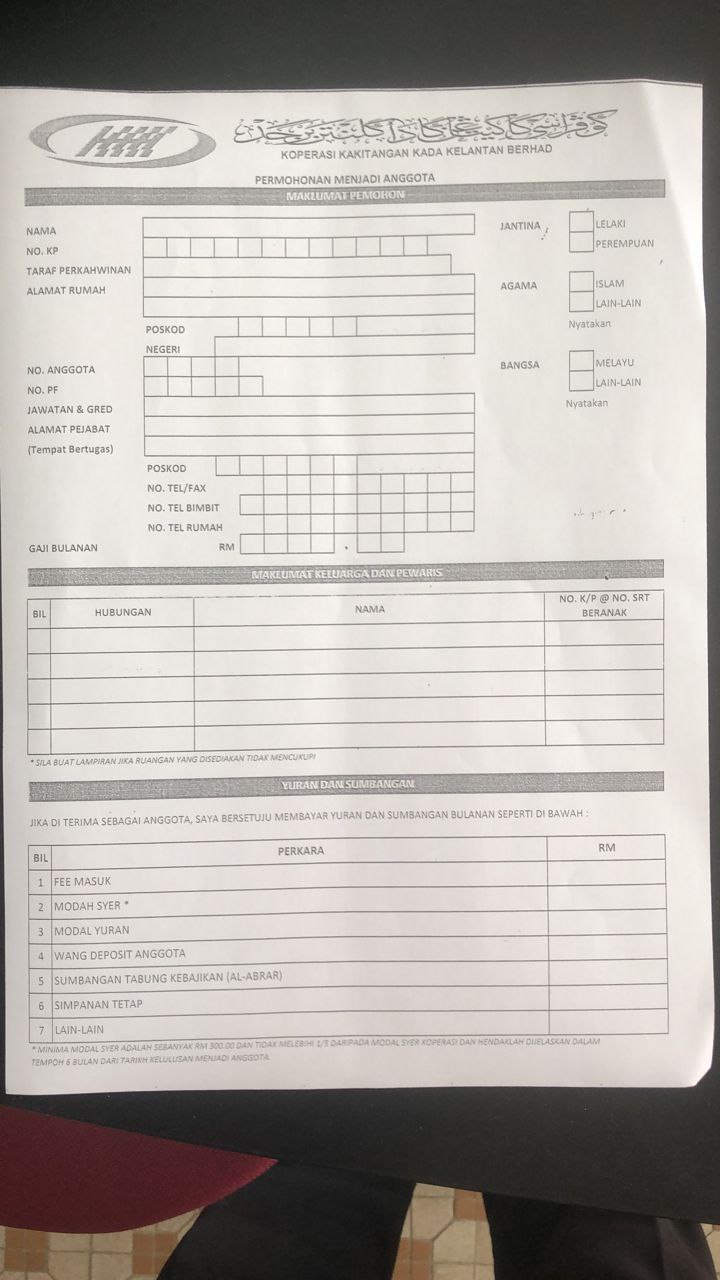 كوڤراسي كاكيتاڠن كادا كلنتن برحد
KOPERASI KAKITANGAN KADA KELANTAN BERHAD
PERMOHONAN MENJADI ANGGOTA
MAKLUMAT PEMOHON
NAMA
NO. KP
TARAF PERKAHWINAN
ALAMAT RUMAH
POSKOD
NEGERI
NO. ANGGOTA
NO. PF
JAWATAN & GRED
ALAMAT PEJABAT
(Tempat Bertugas)
POSKOD
NO. TEL/FAX
NO. TEL BIMBIT
NO. TEL RUMAH
GAJI BULANAN RM .
JANTINA LELAKI
PEREMPUAN
AGAMA ISLAM
LAIN-LAIN
Nyatakan
BANGSA MELAYU
LAIN-LAIN
Nyatakan
MAKLUMAT KELUARGA DAN PEWARIS
BIL HUBUNGAN NAMA NO. K/P @ NO. SRT
BERANAK
* SILA BUAT LAMPIRAN JIKA RUANGAN YANG DISEDIAKAN TIDAK MENCUKUPI
YURAN DAN SUMBANGAN
JIKA DI TERIMA SEBAGAI ANGGOTA, SAYA BERSETUJU MEMBAYAR YURAN DAN SUMBANGAN BULANAN SEPERTI DI BAWAH :
BIL PERKARA RM
1 FEE MASUK
2 MODAH SYER *
3 MODAL YURAN
4 WANG DEPOSIT ANGGOTA
5 SUMBANGAN TABUNG KEBAJIKAN (AL-ABRAR)
6 SIMPANAN TETAP
7 LAIN-LAIN
* MINIMA MODAL SYER ADALAH SEBANYAK RM 300.00 DAN TIDAK MELEBIHI 1/5 DARIPADA MODAL SYER KOPERASI DAN HENDAKLAH DIJELASKAN DALAM
TEMPOH 6 BULAN DARI TARIKH KELULUSAN MENJADI ANGGOTA.